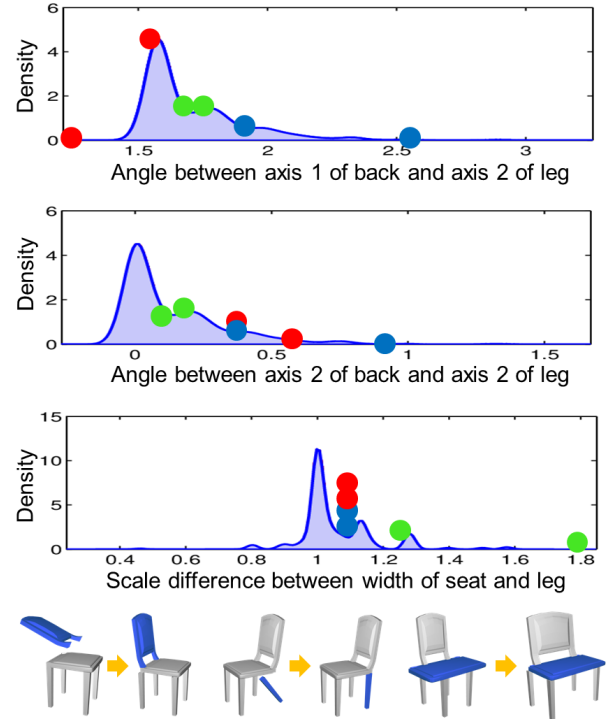 6
4
2
0
Density
1.5 2 2.5 3
Angle between axis 1 of back and axis 2 of leg
6
4
2
0
Density
0 0.5 1 1.5
Angle between axis 2 of back and axis 2 of leg
15
10
5
0
Density
0.4 0.6 0.8 1 1.2 1.4 1.6 1.8
Scale difference between width of seat and leg